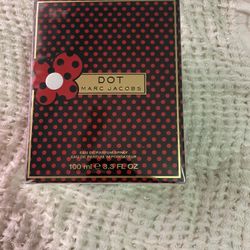 DOT
MARC JACOBS
EAU DE PARFUM SPRAY
EAU DE PARFUM VAPORISATEUR
100 ml ℮ 3.3 FL OZ